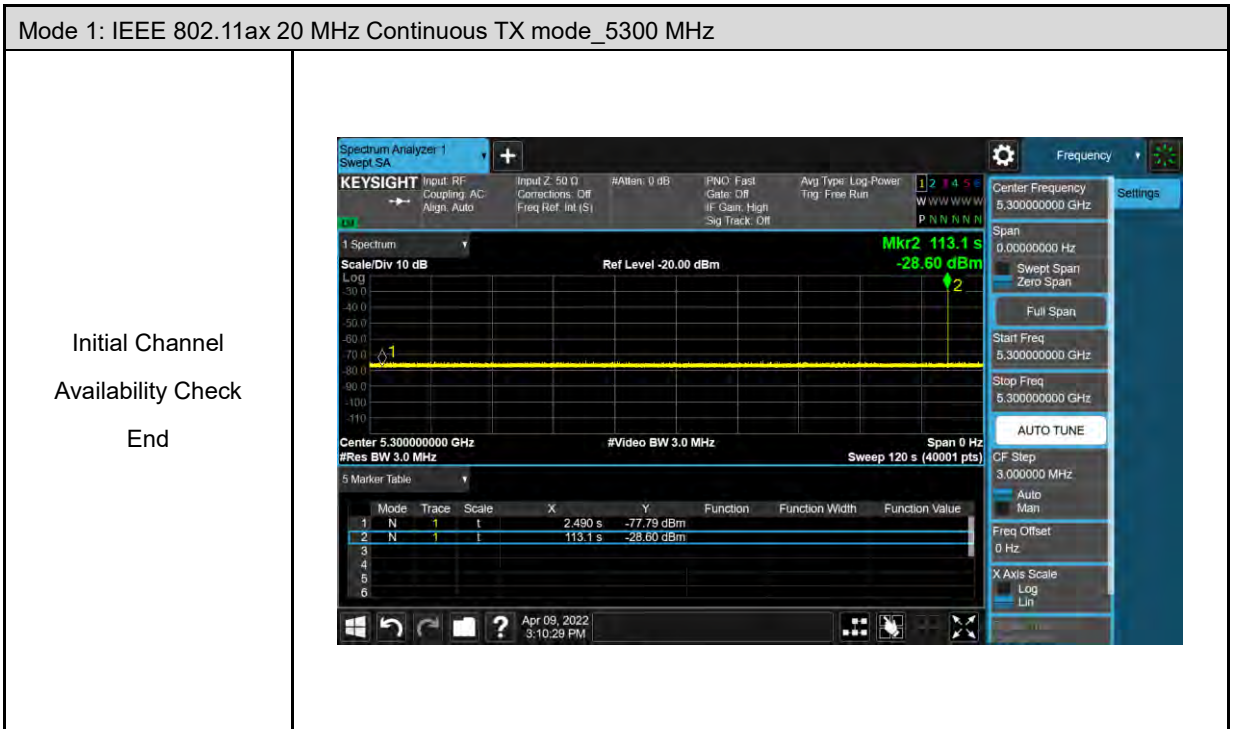 Mode 1: IEEE 802.11ax 20 MHz Continuous TX mode_5300 MHz
Initial Channel
Availability Check
End
Spectrum Analyzer 1
Swept SA
+
Frequency
Settings
KEYSIGHT
Input: RF
Coupling: AC
Align: Auto
Input Z: 50 Ω
Corrections: Off
Freq Ref: Int (S)
#Atten: 0 dB
PNO: Fast
Gate: Off
IF Gain: High
Sig Track: Off
Avg Type: Log-Power
Trig: Free Run
1 2 3 4 5 6
W W W W W W
P N N N N N
1 Spectrum
Scale/Div 10 dB
Ref Level -20.00 dBm
Mkr2 113.1 s
-28.60 dBm
Log
-30.0
-40.0
-50.0
-60.0
-70.0
-80.0
-90.0
-100
-110
1
2
Center 5.300000000 GHz
#Video BW 3.0 MHz
Span 0 Hz
#Res BW 3.0 MHz
Sweep 120 s (40001 pts)
5 Marker Table
Mode Trace Scale X Y Function Function Width Function Value
1 N 1 t 2.490 s -77.79 dBm
2 N 1 t 113.1 s -28.60 dBm
3
4
5
6
?
Apr 09, 2022
3:10:29 PM
Center Frequency
5.300000000 GHz
Span
0.00000000 Hz
Swept Span
Zero Span
Full Span
Start Freq
5.300000000 GHz
Stop Freq
5.300000000 GHz
AUTO TUNE
CF Step
3.000000 MHz
Auto
Man
Freq Offset
0 Hz
X Axis Scale
Log
Lin